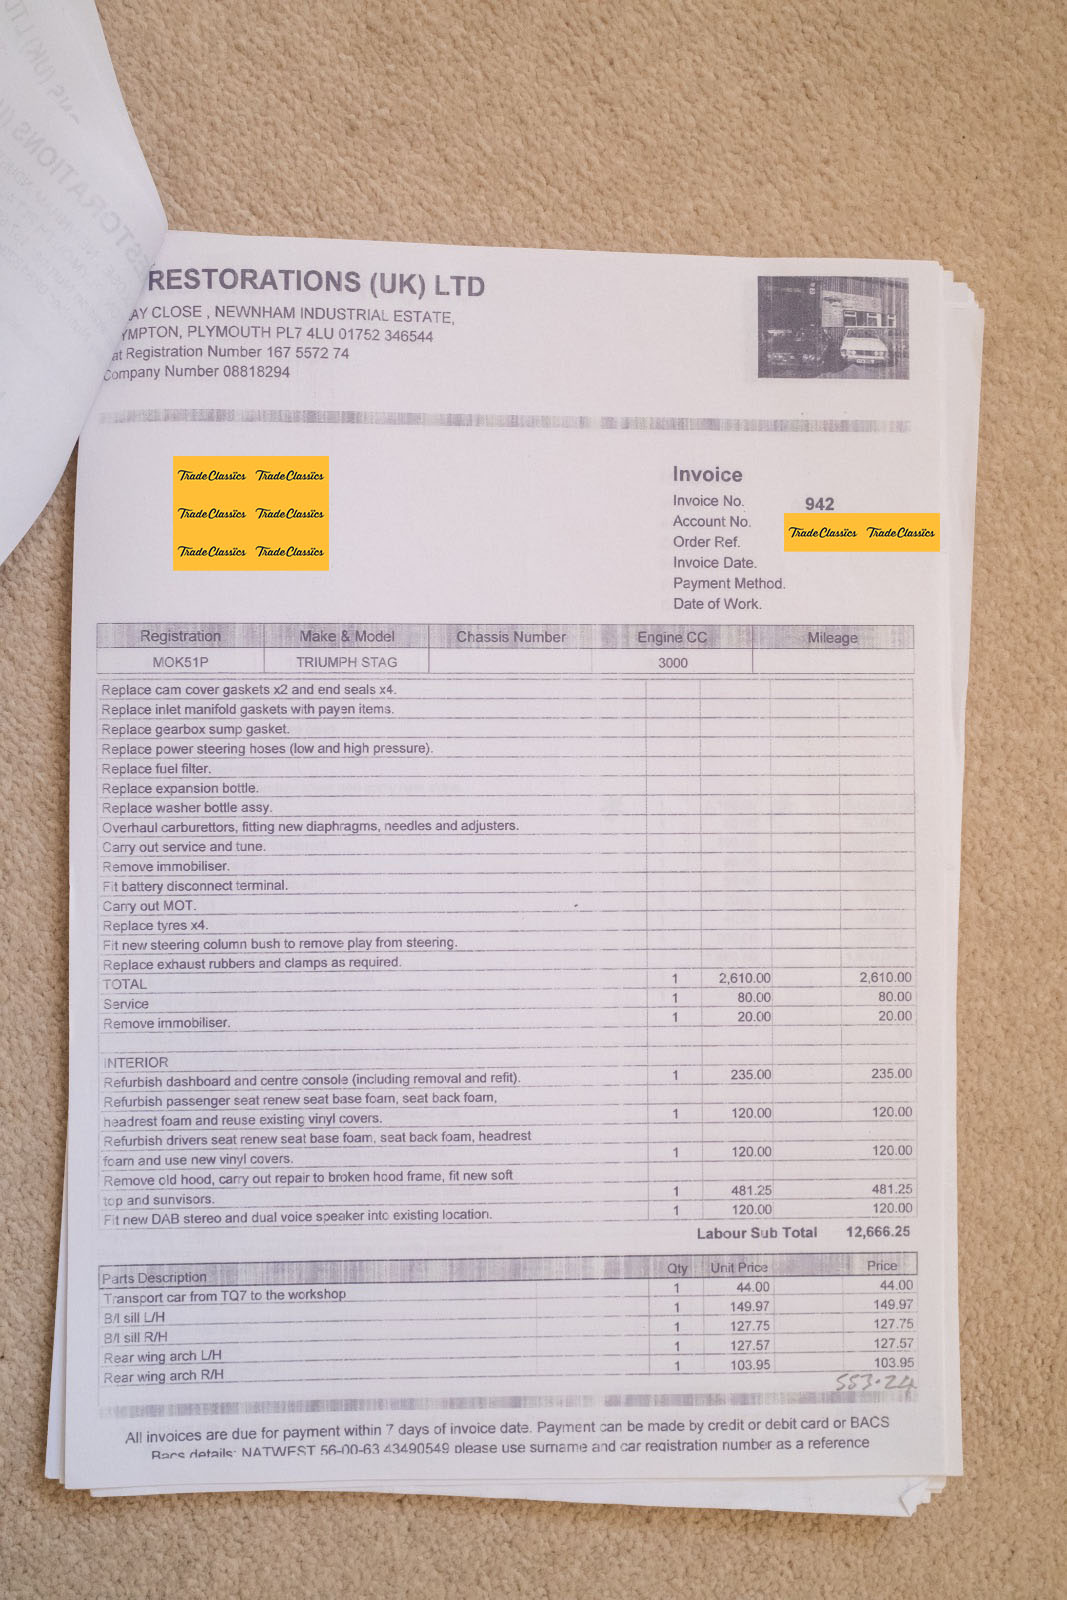 RESTORATIONS (UK) LTD
AY CLOSE , NEWNHAM INDUSTRIAL ESTATE,
YMPTON, PLYMOUTH PL7 4LU 01752 346544
at Registration Number 167 5572 74
Company Number 08818294
TradeClassics TradeClassics
TradeClassics TradeClassics
TradeClassics TradeClassics
Invoice
Invoice No. 942
Account No.
TradeClassics TradeClassics
Order Ref.
Invoice Date.
Payment Method.
Date of Work.
Registration Make & Model Chassis Number Engine CC Mileage
MOK51P TRIUMPH STAG 3000
Replace cam cover gaskets x2 and end seals x4.
Replace inlet manifold gaskets with payen items.
Replace gearbox sump gasket.
Replace power steering hoses (low and high pressure).
Replace fuel filter.
Replace expansion bottle.
Replace washer bottle assy.
Overhaul carburettors, fitting new diaphragms, needles and adjusters.
Carry out service and tune.
Remove immobiliser.
Fit battery disconnect terminal.
Carry out MOT.
Replace tyres x4.
Fit new steering column bush to remove play from steering.
Replace exhaust rubbers and clamps as required.
TOTAL 1 2,610.00 2,610.00
Service 1 80.00 80.00
Remove immobiliser. 1 20.00 20.00
INTERIOR
Refurbish dashboard and centre console (including removal and refit). 1 235.00 235.00
Refurbish passenger seat renew seat base foam, seat back foam,
headrest foam and reuse existing vinyl covers. 1 120.00 120.00
Refurbish drivers seat renew seat base foam, seat back foam, headrest
foam and use new vinyl covers. 1 120.00 120.00
Remove old hood, carry out repair to broken hood frame, fit new soft
top and sunvisors. 1 481.25 481.25
Fit new DAB stereo and dual voice speaker into existing location. 1 120.00 120.00
Labour Sub Total 12,666.25
Parts Description Qty Unit Price Price
Transport car from TQ7 to the workshop 1 44.00 44.00
B/l sill L/H 1 149.97 149.97
B/l sill R/H 1 127.75 127.75
Rear wing arch L/H 1 127.57 127.57
Rear wing arch R/H 1 103.95 103.95
553.24
All invoices are due for payment within 7 days of invoice date. Payment can be made by credit or debit card or BACS
Bacs details: NATWEST 56-00-63 43490549 please use surname and car registration number as a reference